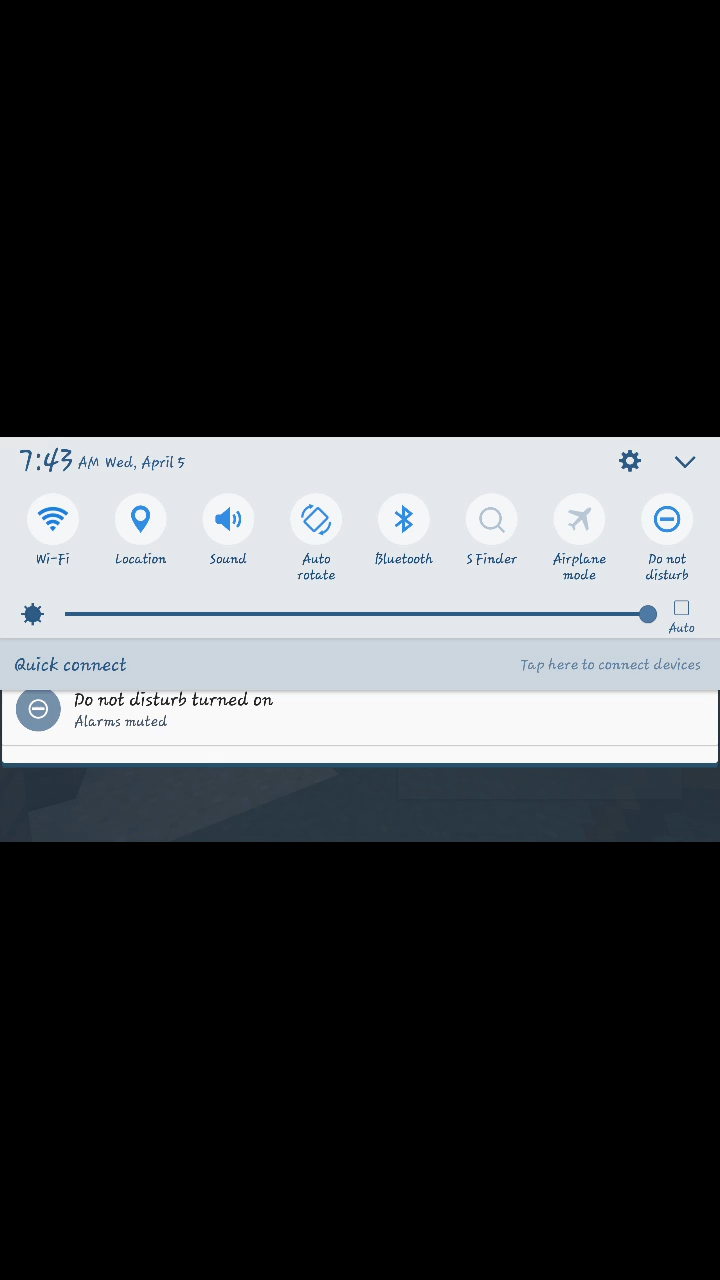 7:43 AM Wed, April 5
Wi-Fi
Location
Sound
Auto
rotate
Bluetooth
S Finder
Airplane
mode
Do not
disturb
Auto
Quick connect
Tap here to connect devices
Do not disturb turned on
Alarms muted